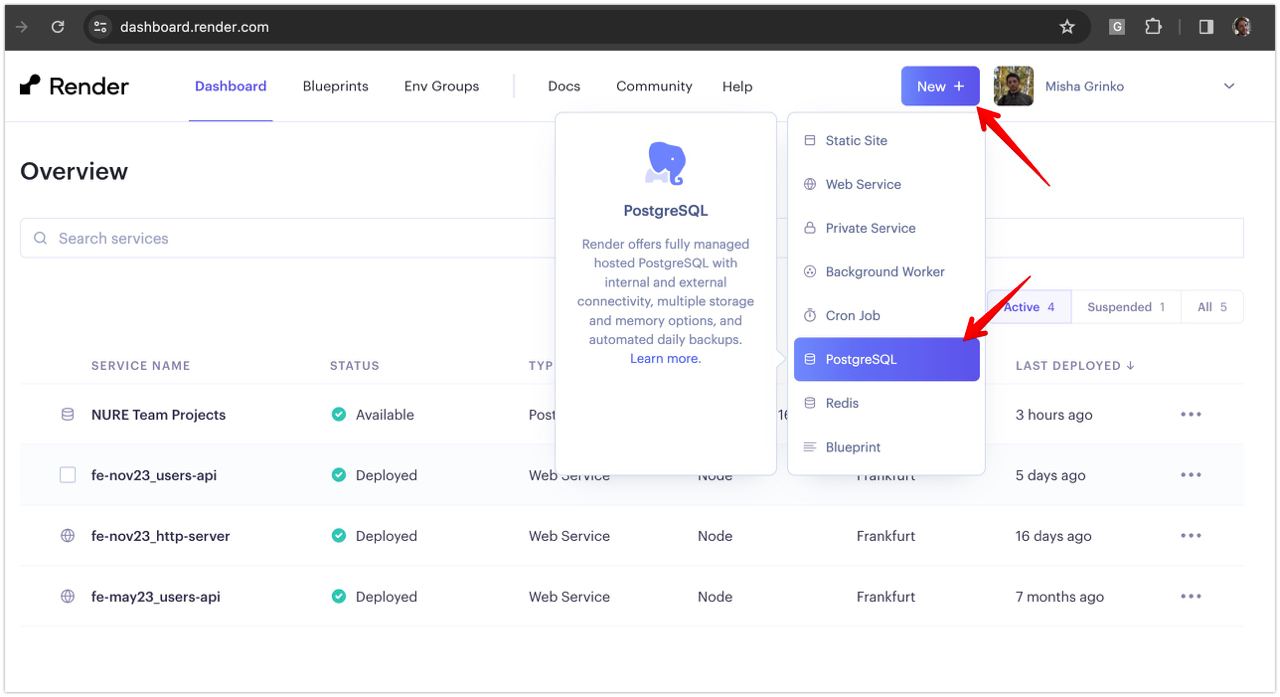 dashboard.render.com
G
Render
Dashboard
Blueprints
Env Groups
Docs
Community
Help
New +
Misha Grinko
Overview
Search services
PostgreSQL
Render offers fully managed
hosted PostgreSQL with
internal and external
connectivity, multiple storage
and memory options, and
automated daily backups.
Learn more.
Static Site
Web Service
Private Service
Background Worker
Cron Job
PostgreSQL
Redis
Blueprint
Active 4
Suspended 1
All 5
SERVICE NAME STATUS TYP LAST DEPLOYED ↓
NURE Team Projects Available Post 16 3 hours ago
fe-nov23_users-api Deployed Web Service Node Frankfurt 5 days ago
fe-nov23_http-server Deployed Web Service Node Frankfurt 16 days ago
fe-may23_users-api Deployed Web Service Node Frankfurt 7 months ago